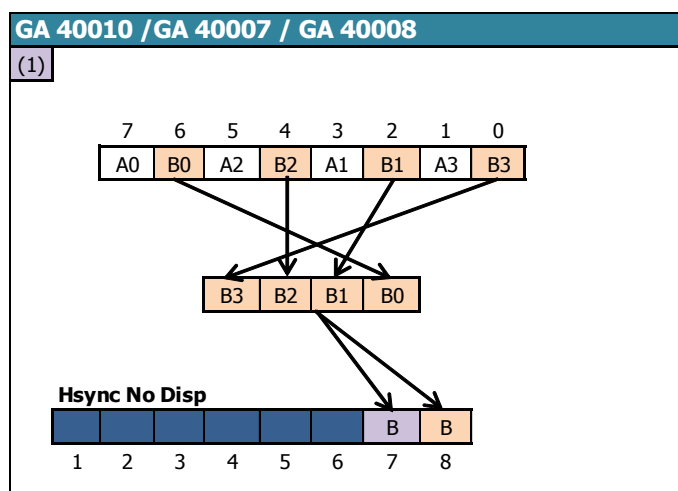 GA 40010 /GA 40007 / GA 40008
(1)
7 6 5 4 3 2 1 0
A0 B0 A2 B2 A1 B1 A3 B3
B3 B2 B1 B0
Hsync No Disp
B B
1 2 3 4 5 6 7 8